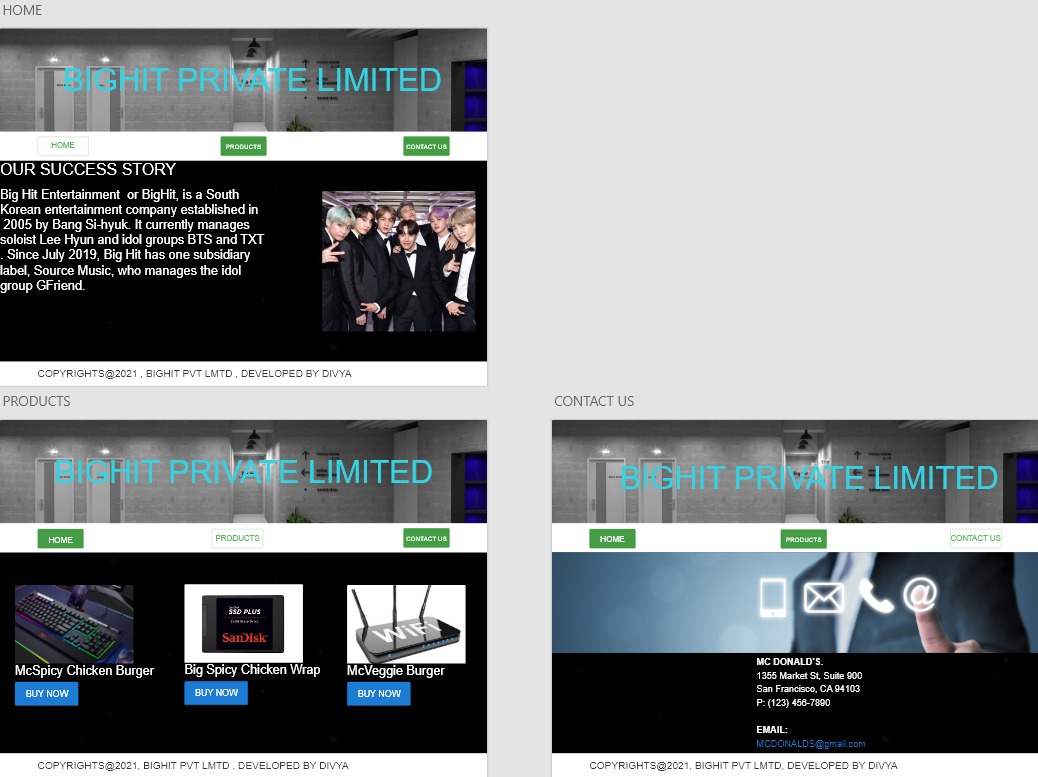 HOME
BIGHIT PRIVATE LIMITED
HOME
PRODUCTS
CONTACT US
OUR SUCCESS STORY
Big Hit Entertainment or BigHit, is a South
Korean entertainment company established in
2005 by Bang Si-hyuk. It currently manages
soloist Lee Hyun and idol groups BTS and TXT
. Since July 2019, Big Hit has one subsidiary
label, Source Music, who manages the idol
group GFriend.
COPYRIGHTS@2021 , BIGHIT PVT LMTD , DEVELOPED BY DIVYA
PRODUCTS
BIGHIT PRIVATE LIMITED
HOME
PRODUCTS
CONTACT US
SSD PLUS
SanDisk
WIFI
McSpicy Chicken Burger
Big Spicy Chicken Wrap
McVeggie Burger
BUY NOW
BUY NOW
BUY NOW
COPYRIGHTS@2021, BIGHIT PVT LMTD , DEVELOPED BY DIVYA
CONTACT US
BIGHIT PRIVATE LIMITED
HOME
PRODUCTS
CONTACT US
@
MC DONALD'S.
1355 Market St, Suite 900
San Francisco, CA 94103
P: (123) 456-7890
EMAIL:
MCDONALDS@gmail.com
COPYRIGHTS@2021, BIGHIT PVT LMTD, DEVELOPED BY DIVYA